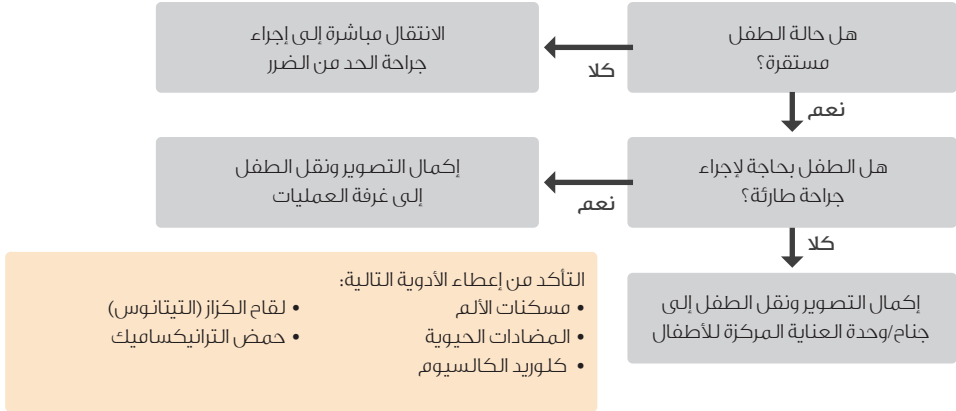 هل حالة الطفل
مستقرة؟
كلا
الانتقال مباشرة إلى إجراء
جراحة الحد من الضرر
نعم
هل الطفل بحاجة لإجراء
جراحة طارئة؟
نعم
إكمال التصوير ونقل الطفل
إلى غرفة العمليات
كلا
إكمال التصوير ونقل الطفل إلى
جناح/وحدة العناية المركزة للأطفال
التأكد من إعطاء الأدوية التالية:
• مسكنات الألم
• المضادات الحيوية
• كلوريد الكالسيوم
• لقاح الكزاز (التيتانوس)
• حمض الترانيكساميك